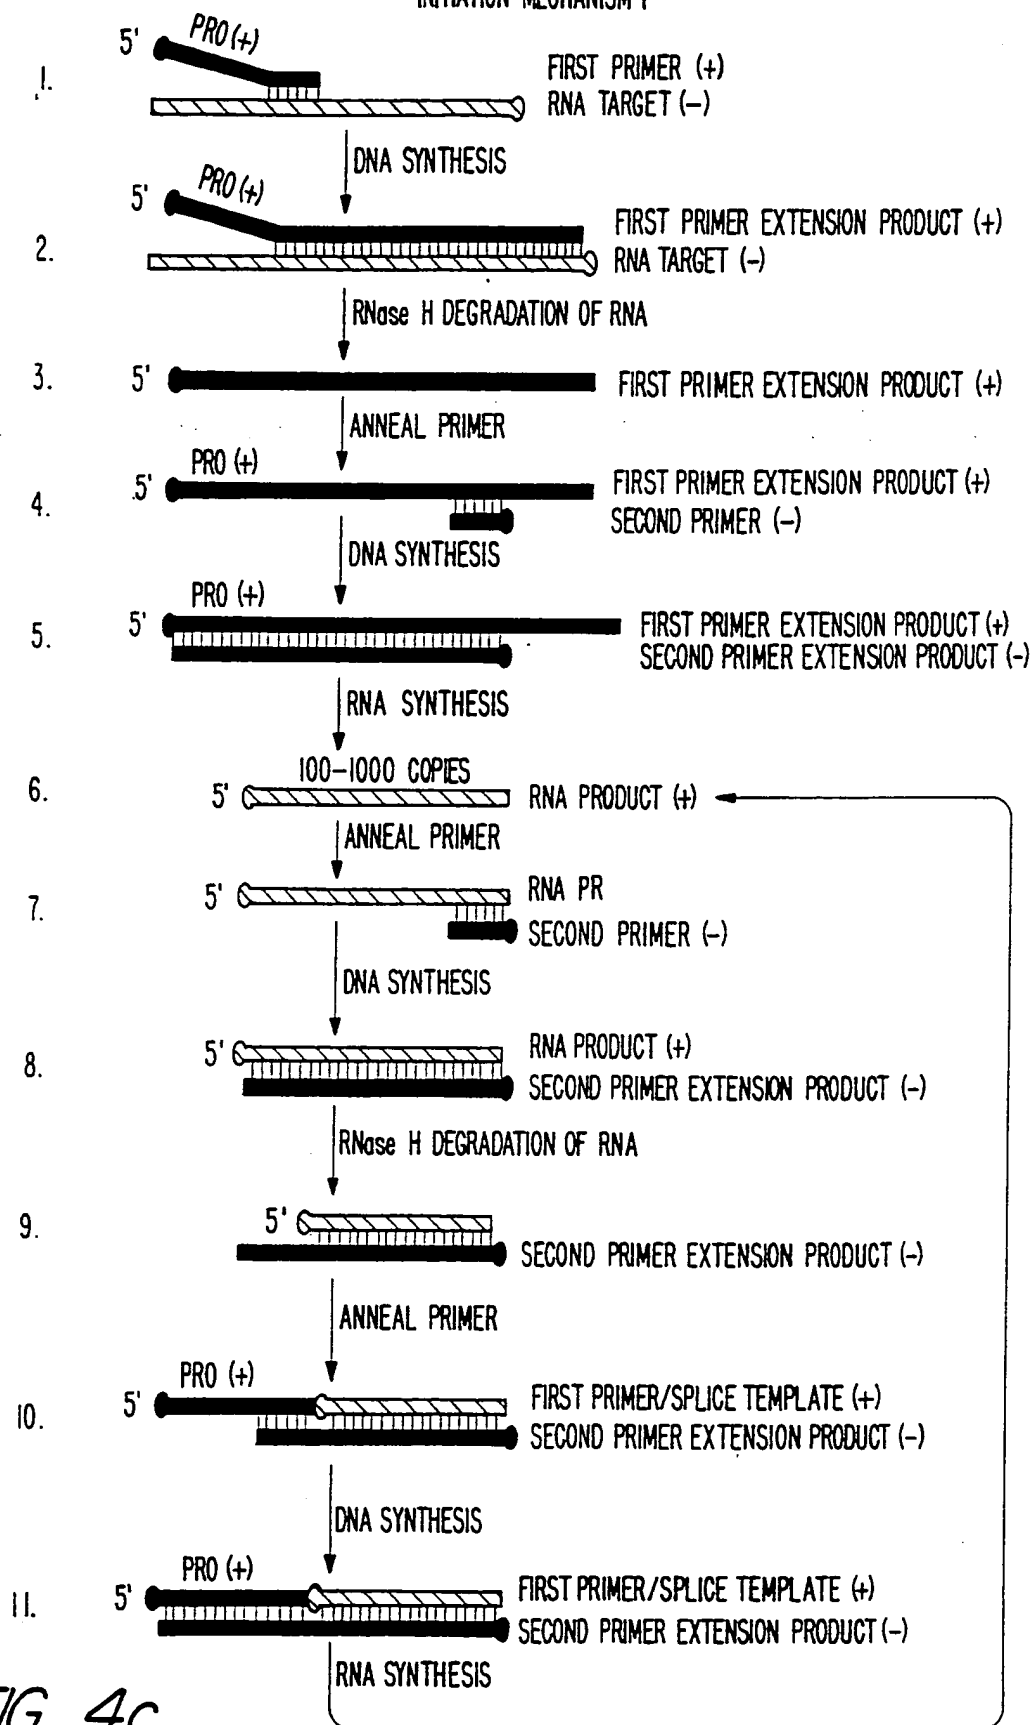 INITIATION MECHANISM I
1.
5' PRO (+)
FIRST PRIMER (+)
RNA TARGET (-)
DNA SYNTHESIS
2.
5' PRO (+)
FIRST PRIMER EXTENSION PRODUCT (+)
RNA TARGET (-)
RNase H DEGRADATION OF RNA
3.
5'
FIRST PRIMER EXTENSION PRODUCT (+)
ANNEAL PRIMER
4.
PRO (+)
5'
FIRST PRIMER EXTENSION PRODUCT (+)
SECOND PRIMER (-)
DNA SYNTHESIS
5.
PRO (+)
5'
FIRST PRIMER EXTENSION PRODUCT (+)
SECOND PRIMER EXTENSION PRODUCT (-)
RNA SYNTHESIS
6.
100-1000 COPIES
5'
RNA PRODUCT (+)
ANNEAL PRIMER
7.
5'
RNA PR
SECOND PRIMER (-)
DNA SYNTHESIS
8.
5'
RNA PRODUCT (+)
SECOND PRIMER EXTENSION PRODUCT (-)
RNase H DEGRADATION OF RNA
9.
5'
SECOND PRIMER EXTENSION PRODUCT (-)
ANNEAL PRIMER
10.
PRO (+)
5'
FIRST PRIMER/SPLICE TEMPLATE (+)
SECOND PRIMER EXTENSION PRODUCT (-)
DNA SYNTHESIS
11.
PRO (+)
5'
FIRST PRIMER/SPLICE TEMPLATE (+)
SECOND PRIMER EXTENSION PRODUCT (-)
RNA SYNTHESIS
FIG. 4c